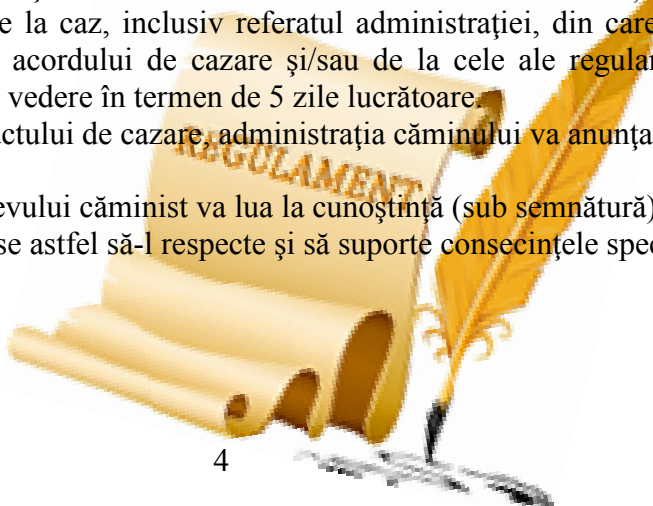 e la caz, inclusiv referatul administraţiei, din care
acordului de cazare şi/sau de la cele ale regular
vedere în termen de 5 zile lucrătoare.
ctului de cazare, administraţia căminului va anunţa
REGULAMENT
evului căminist va lua la cunoştinţă (sub semnătură)
se astfel să-l respecte şi să suporte consecinţele spec
4